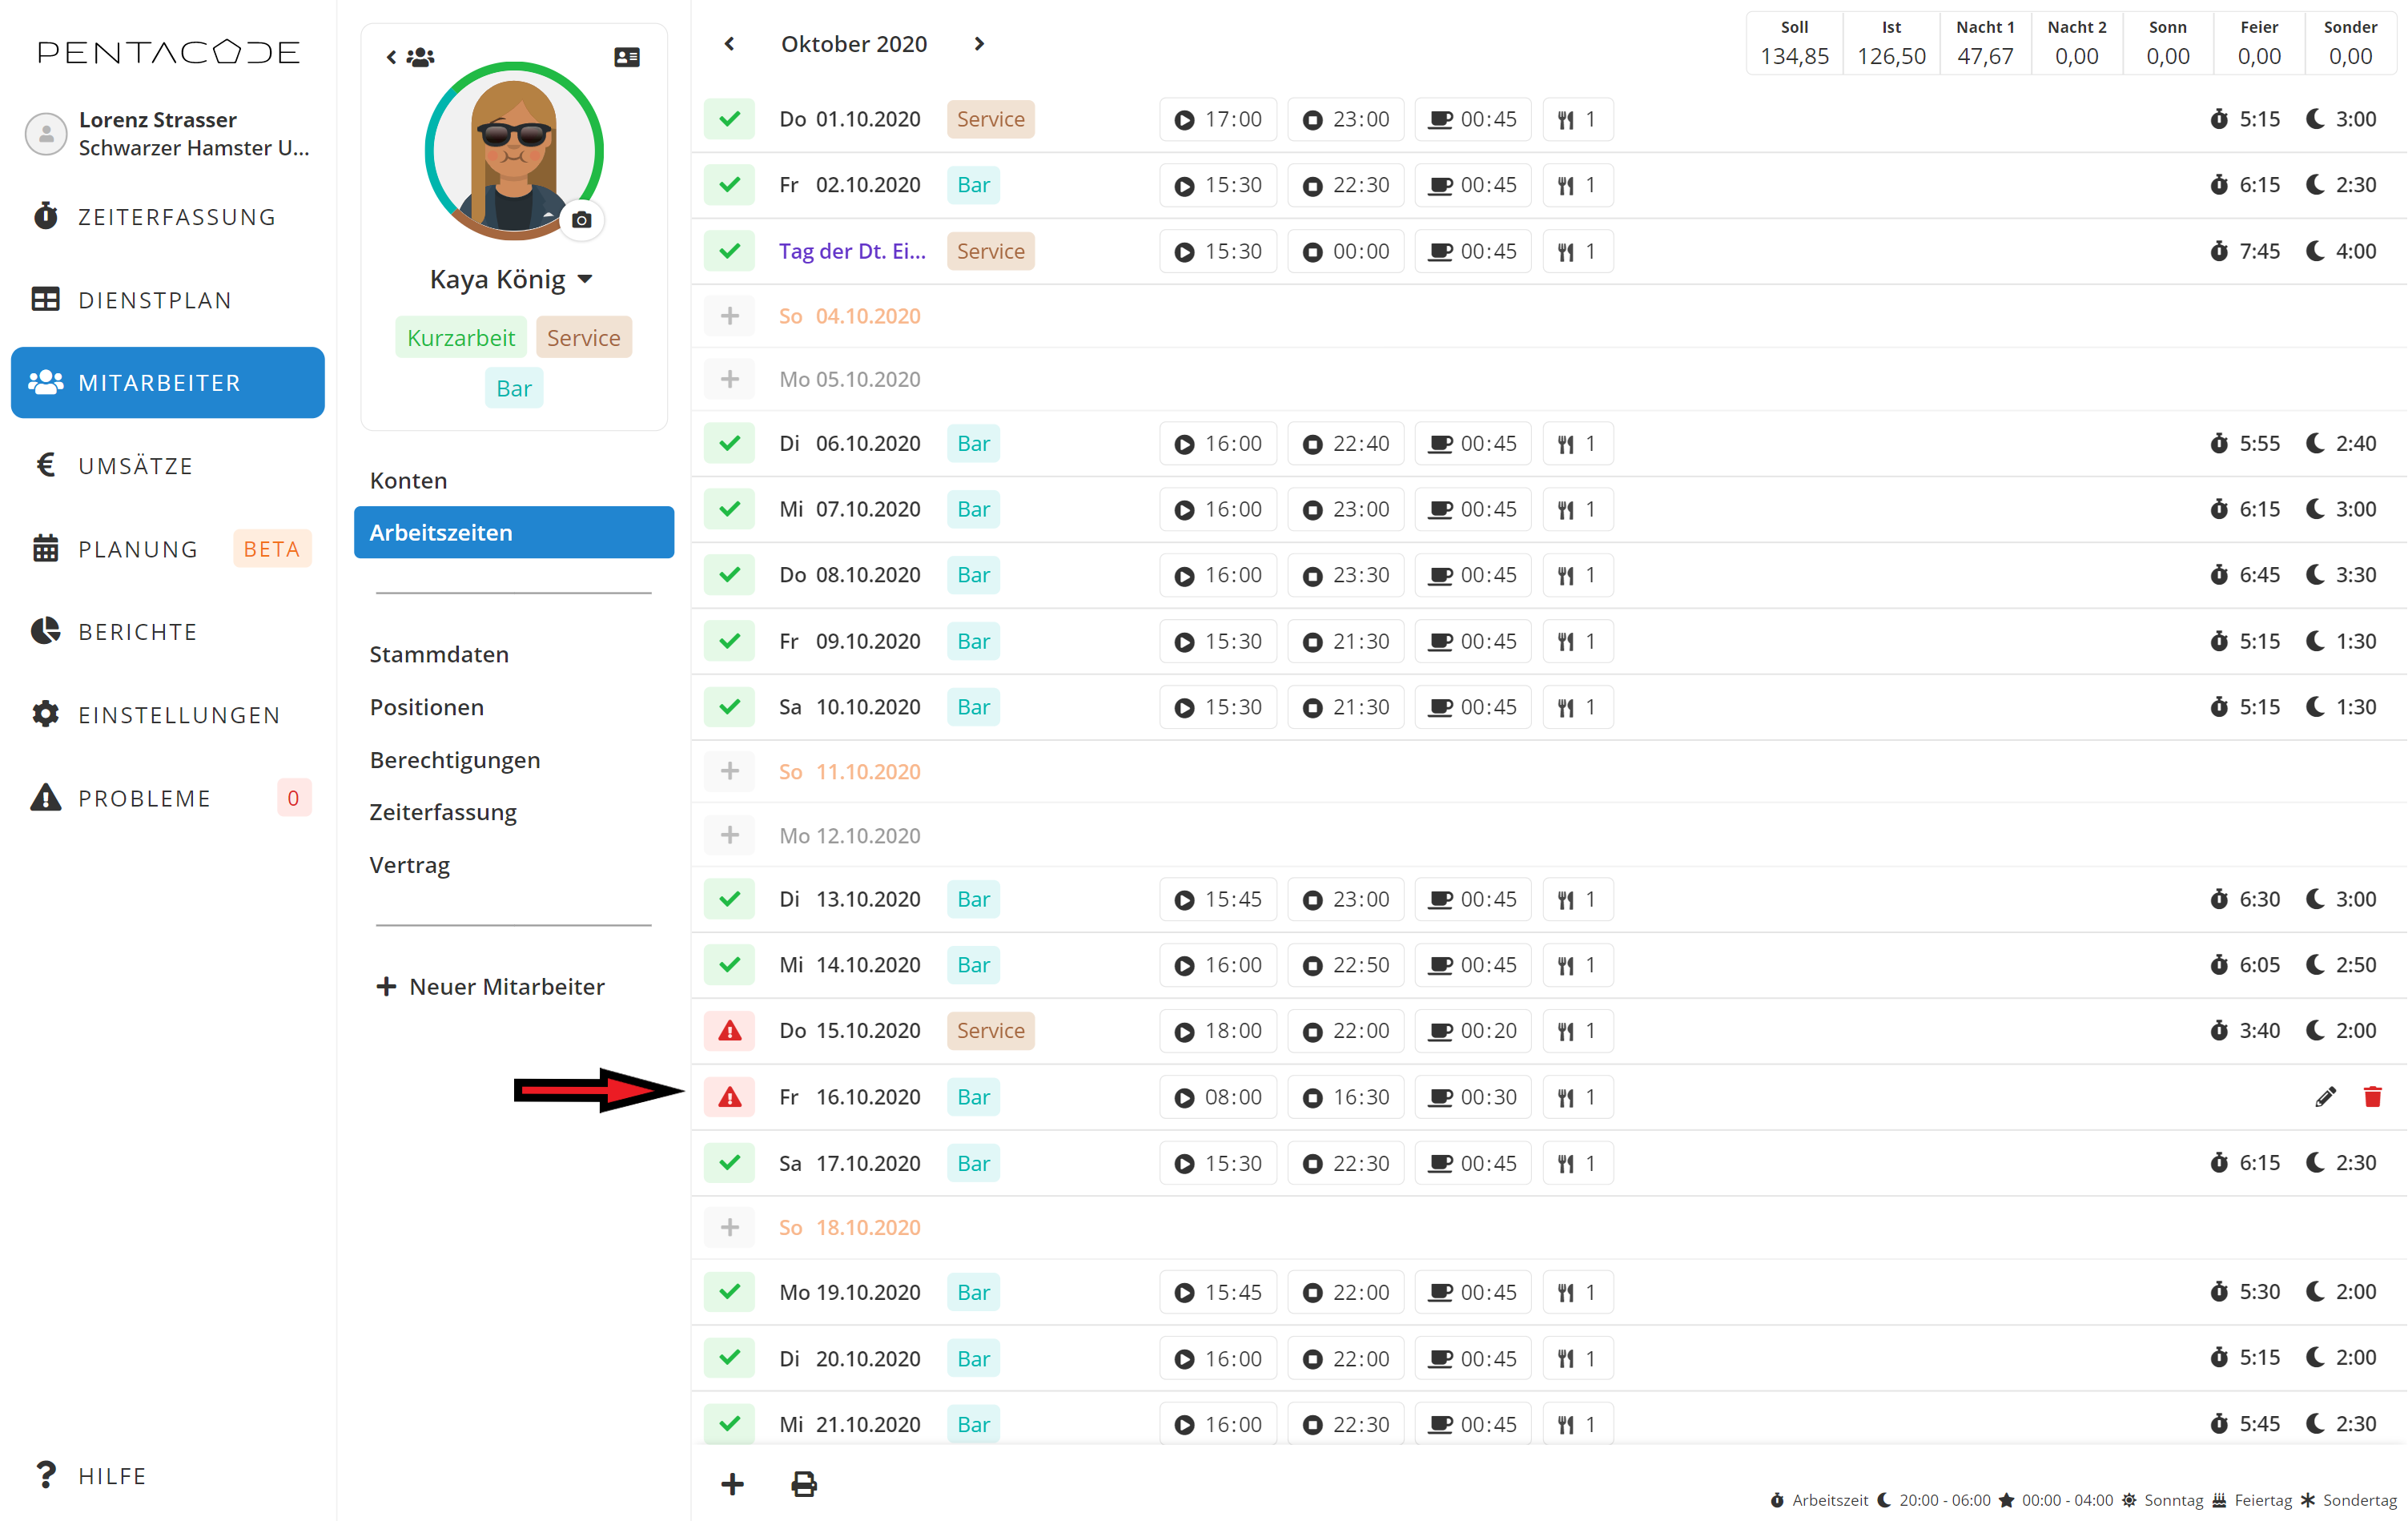 PENTACODE
Lorenz Strasser
Schwarzer Hamster U...
ZEITERFASSUNG
DIENSTPLAN
MITARBEITER
UMSÄTZE
PLANUNG BETA
BERICHTE
EINSTELLUNGEN
PROBLEME 0
HILFE
Kaya König
Kurzarbeit Service
Bar
Konten
Arbeitszeiten
Stammdaten
Positionen
Berechtigungen
Zeiterfassung
Vertrag
Neuer Mitarbeiter
Oktober 2020
Soll Ist Nacht 1 Nacht 2 Sonn Feier Sonder
134,85 126,50 47,67 0,00 0,00 0,00 0,00
Do 01.10.2020 Service 17:00 23:00 00:45 1 5:15 3:00
Fr 02.10.2020 Bar 15:30 22:30 00:45 1 6:15 2:30
Tag der Dt. Ei... Service 15:30 00:00 00:45 1 7:45 4:00
So 04.10.2020
Mo 05.10.2020
Di 06.10.2020 Bar 16:00 22:40 00:45 1 5:55 2:40
Mi 07.10.2020 Bar 16:00 23:00 00:45 1 6:15 3:00
Do 08.10.2020 Bar 16:00 23:30 00:45 1 6:45 3:30
Fr 09.10.2020 Bar 15:30 21:30 00:45 1 5:15 1:30
Sa 10.10.2020 Bar 15:30 21:30 00:45 1 5:15 1:30
So 11.10.2020
Mo 12.10.2020
Di 13.10.2020 Bar 15:45 23:00 00:45 1 6:30 3:00
Mi 14.10.2020 Bar 16:00 22:50 00:45 1 6:05 2:50
Do 15.10.2020 Service 18:00 22:00 00:20 1 3:40 2:00
Fr 16.10.2020 Bar 08:00 16:30 00:30 1
Sa 17.10.2020 Bar 15:30 22:30 00:45 1 6:15 2:30
So 18.10.2020
Mo 19.10.2020 Bar 15:45 22:00 00:45 1 5:30 2:00
Di 20.10.2020 Bar 16:00 22:00 00:45 1 5:15 2:00
Mi 21.10.2020 Bar 16:00 22:30 00:45 1 5:45 2:30
Arbeitszeit 20:00 - 06:00 00:00 - 04:00 Sonntag Feiertag Sondertag